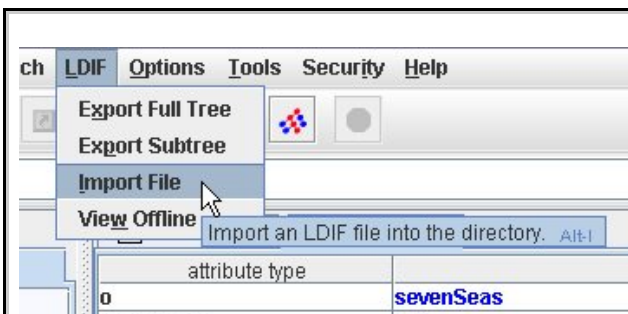 ch LDIF Options Tools Security Help
Export Full Tree
Export Subtree
Import File
View Offline
Import an LDIF file into the directory. Alt-I
attribute type
o sevenSeas